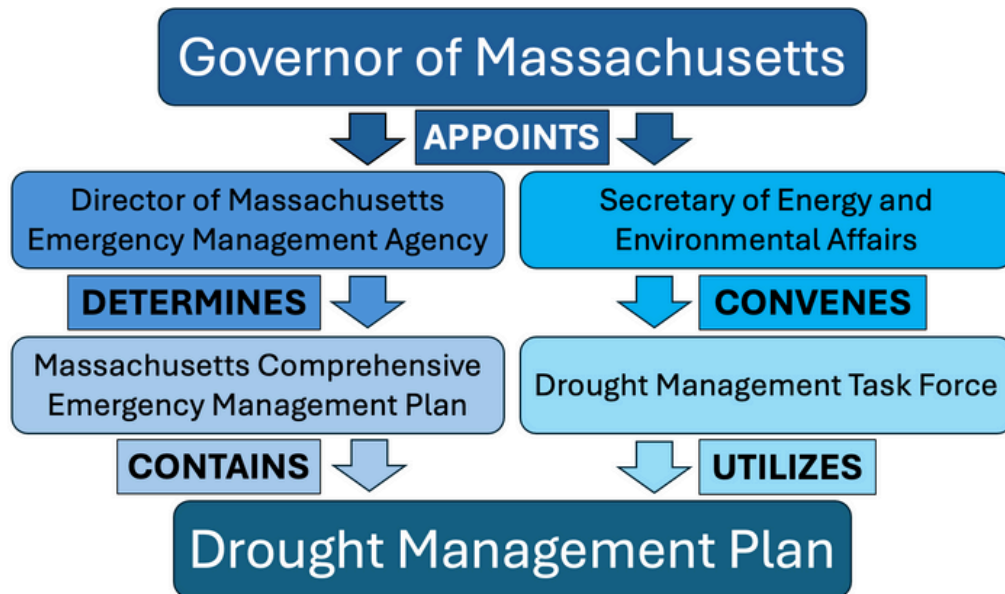 Governor of Massachusetts
APPOINTS
Director of Massachusetts
Emergency Management Agency
Secretary of Energy and
Environmental Affairs
DETERMINES
CONVENES
Massachusetts Comprehensive
Emergency Management Plan
Drought Management Task Force
CONTAINS
UTILIZES
Drought Management Plan